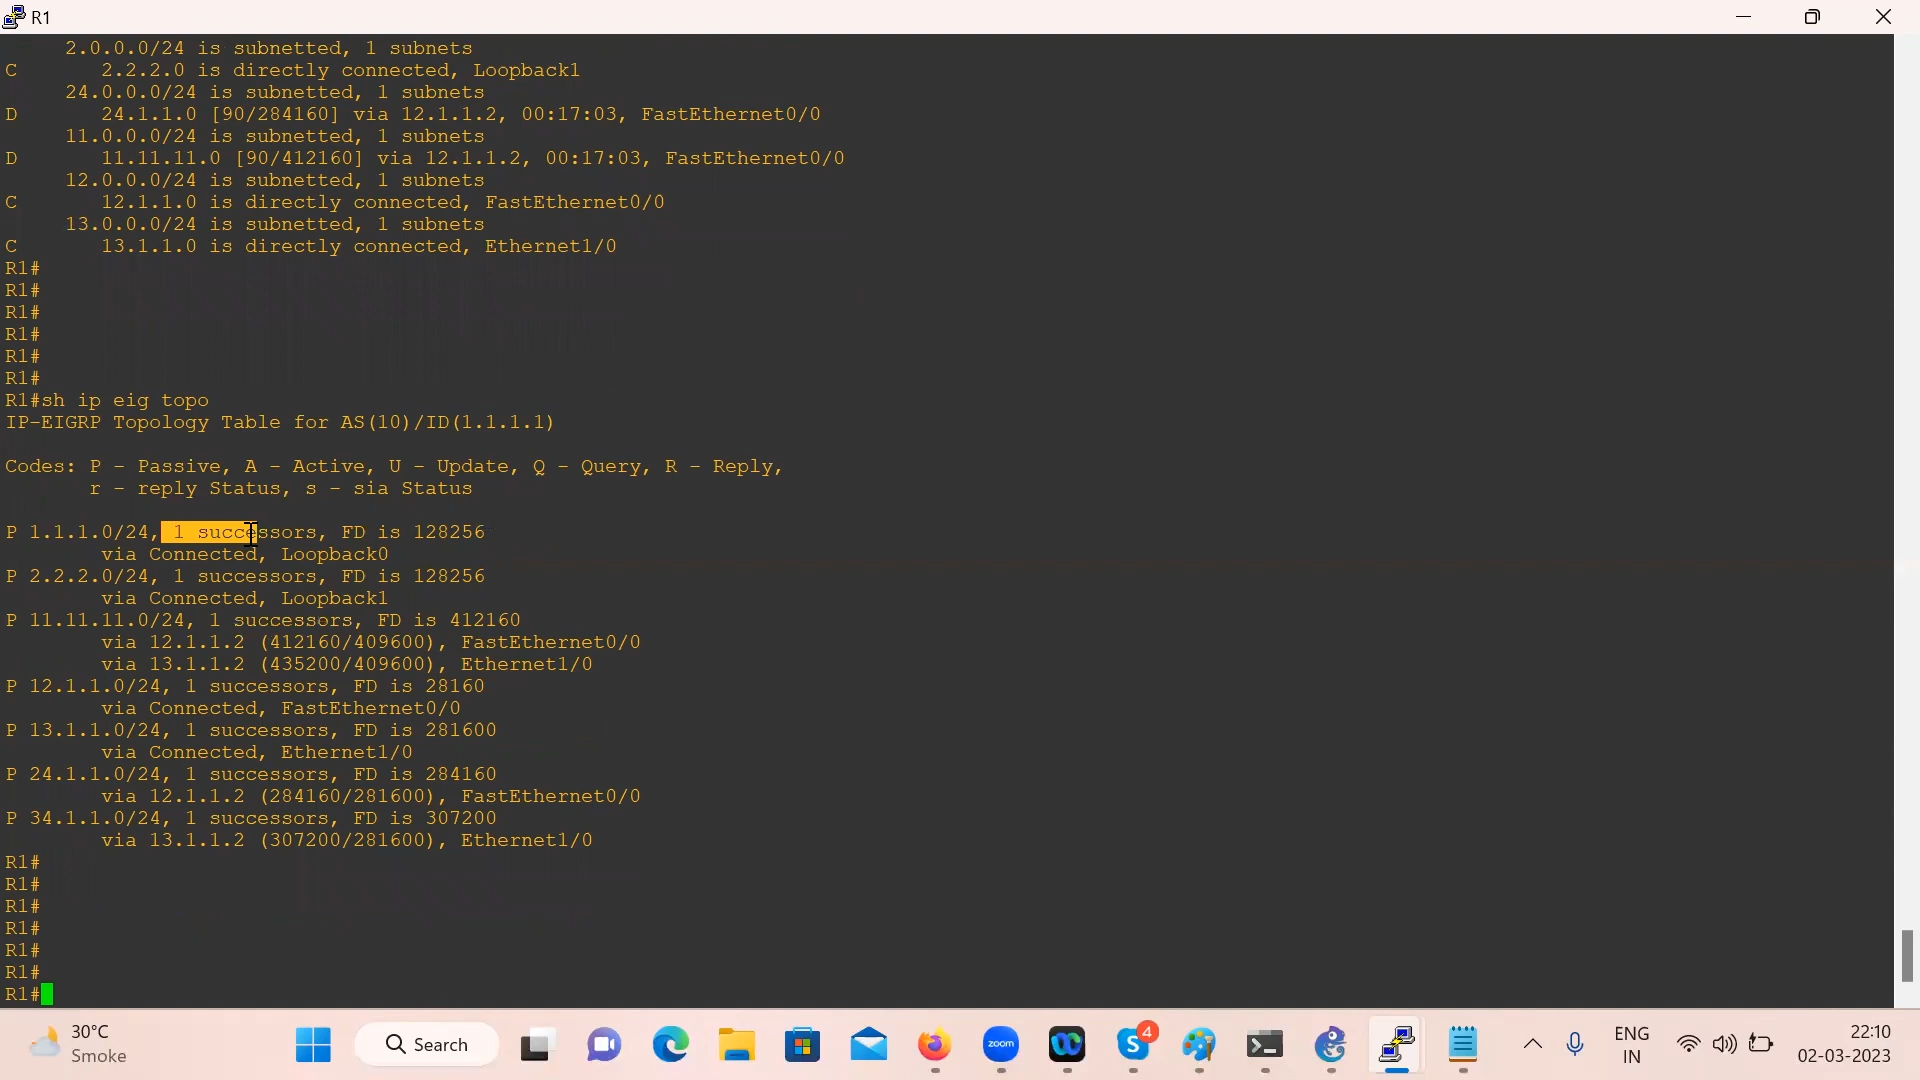 R1
2.0.0.0/24 is subnetted, 1 subnets
C 2.2.2.0 is directly connected, Loopback1
24.0.0.0/24 is subnetted, 1 subnets
D 24.1.1.0 [90/284160] via 12.1.1.2, 00:17:03, FastEthernet0/0
11.0.0.0/24 is subnetted, 1 subnets
D 11.11.11.0 [90/412160] via 12.1.1.2, 00:17:03, FastEthernet0/0
12.0.0.0/24 is subnetted, 1 subnets
C 12.1.1.0 is directly connected, FastEthernet0/0
13.0.0.0/24 is subnetted, 1 subnets
C 13.1.1.0 is directly connected, Ethernet1/0
R1#
R1#
R1#
R1#
R1#
R1#
R1#sh ip eig topo
IP-EIGRP Topology Table for AS(10)/ID(1.1.1.1)
Codes: P - Passive, A - Active, U - Update, Q - Query, R - Reply,
r - reply Status, s - sia Status
P 1.1.1.0/24, 1 successors, FD is 128256
via Connected, Loopback0
P 2.2.2.0/24, 1 successors, FD is 128256
via Connected, Loopback1
P 11.11.11.0/24, 1 successors, FD is 412160
via 12.1.1.2 (412160/409600), FastEthernet0/0
via 13.1.1.2 (435200/409600), Ethernet1/0
P 12.1.1.0/24, 1 successors, FD is 28160
via Connected, FastEthernet0/0
P 13.1.1.0/24, 1 successors, FD is 281600
via Connected, Ethernet1/0
P 24.1.1.0/24, 1 successors, FD is 284160
via 12.1.1.2 (284160/281600), FastEthernet0/0
P 34.1.1.0/24, 1 successors, FD is 307200
via 13.1.1.2 (307200/281600), Ethernet1/0
R1#
R1#
R1#
R1#
R1#
R1#
R1#
30°C
Smoke
Search
zoom
4
ENG
IN
22:10
02-03-2023